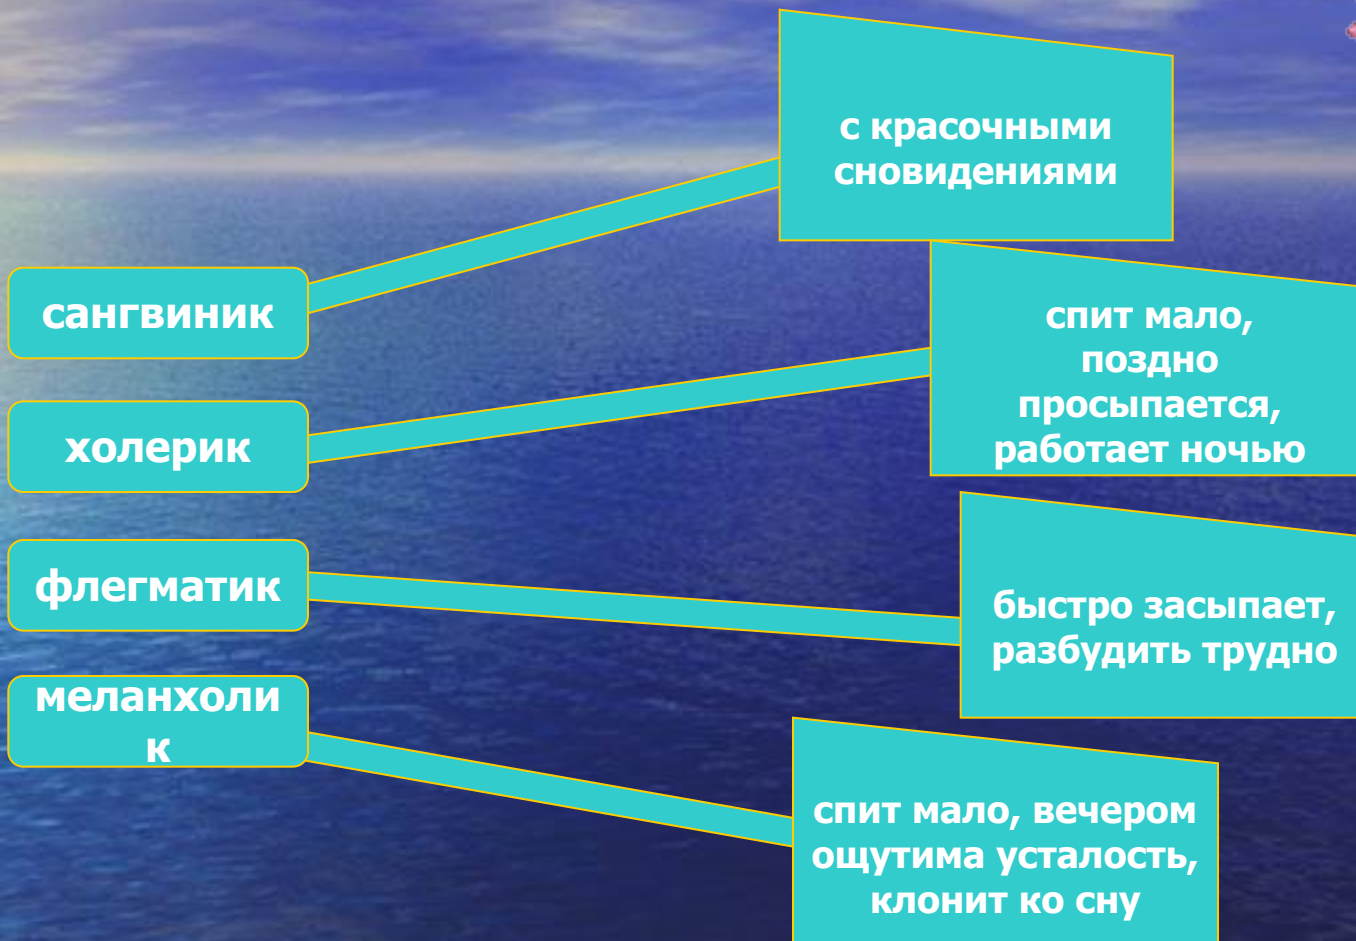 с красочными
сновидениями
сангвиник
спит мало,
поздно
просыпается,
работает ночью
холерик
флегматик
быстро засыпает,
разбудить трудно
меланхоли
к
спит мало, вечером
ощутима усталость,
клонит ко сну